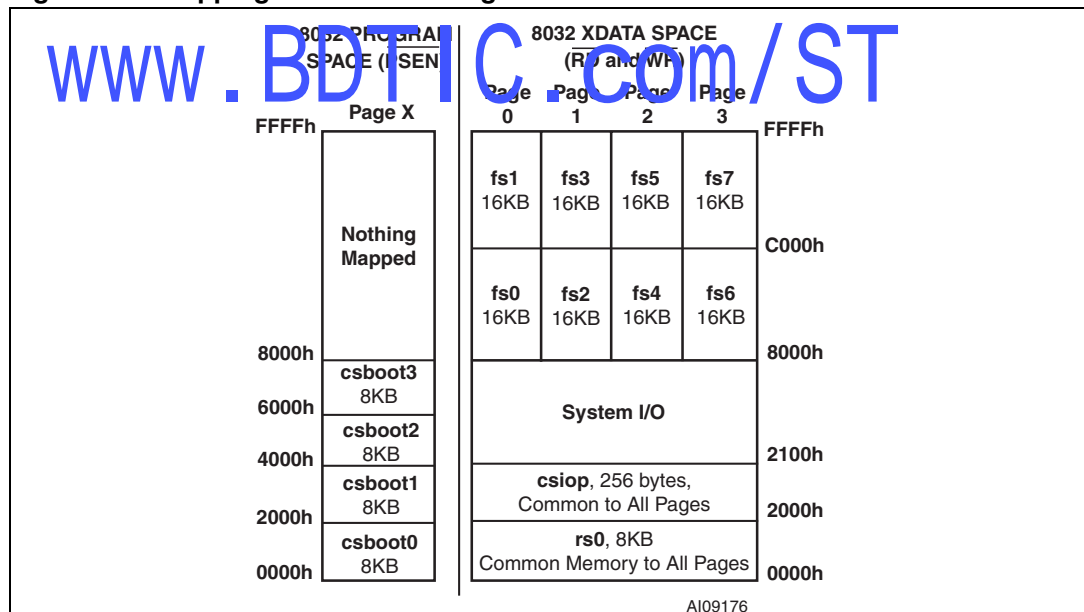 www.BDTIC.com/ST
8032 XDATA SPACE
Page X
0 1 2 3
FFFFh
FFFFh
fs1 fs3 fs5 fs7
16KB 16KB 16KB 16KB
Nothing
Mapped
C000h
fs0 fs2 fs4 fs6
16KB 16KB 16KB 16KB
8000h
8000h
csboot3
8KB
6000h
System I/O
csboot2
8KB
4000h
2100h
csboot1
8KB
csiop, 256 bytes,
Common to All Pages
2000h
2000h
csboot0
8KB
rs0, 8KB
Common Memory to All Pages
0000h
0000h
AI09176